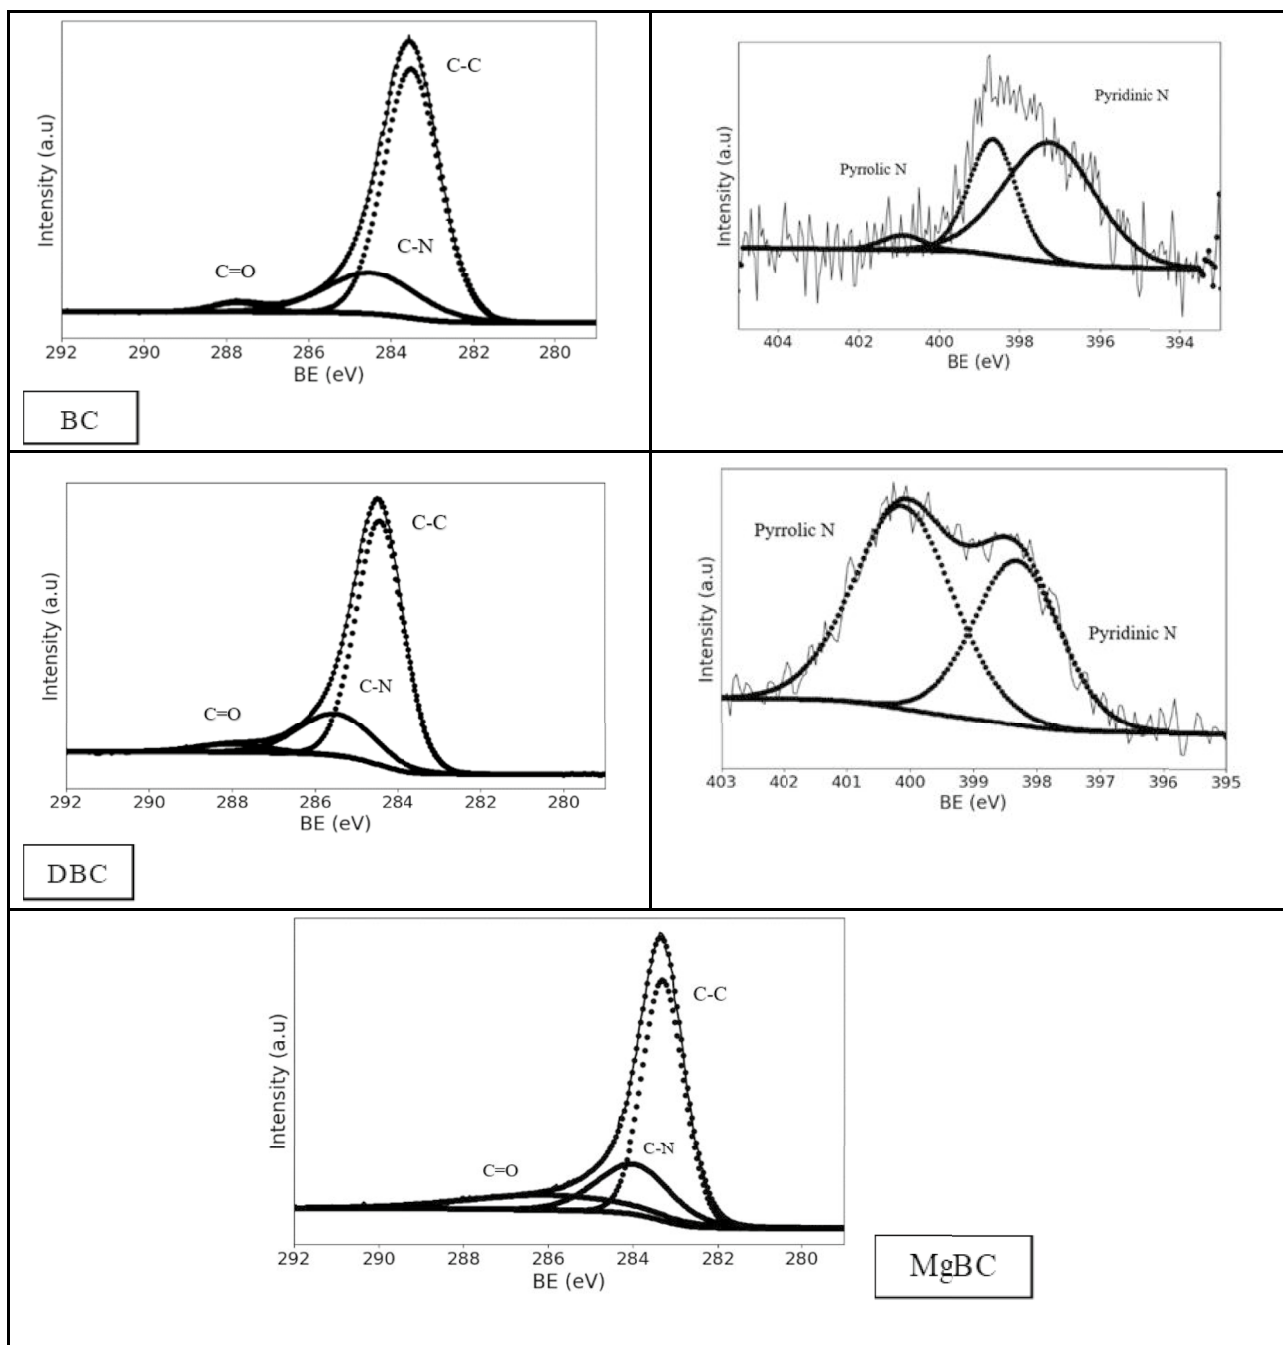 C-C
C-N
C=O
Intensity (a.u)
292 290 288 286 284 282 280
BE (eV)
BC
Pyridinic N
Pyrrolic N
Intensity (a.u)
404 402 400 398 396 394
BE (eV)
C-C
C-N
C=O
Intensity (a.u)
292 290 288 286 284 282 280
BE (eV)
DBC
Pyrrolic N
Pyridinic N
Intensity (a.u)
403 402 401 400 399 398 397 396 395
BE (eV)
C-C
C-N
C=O
Intensity (a.u)
292 290 288 286 284 282 280
BE (eV)
MgBC